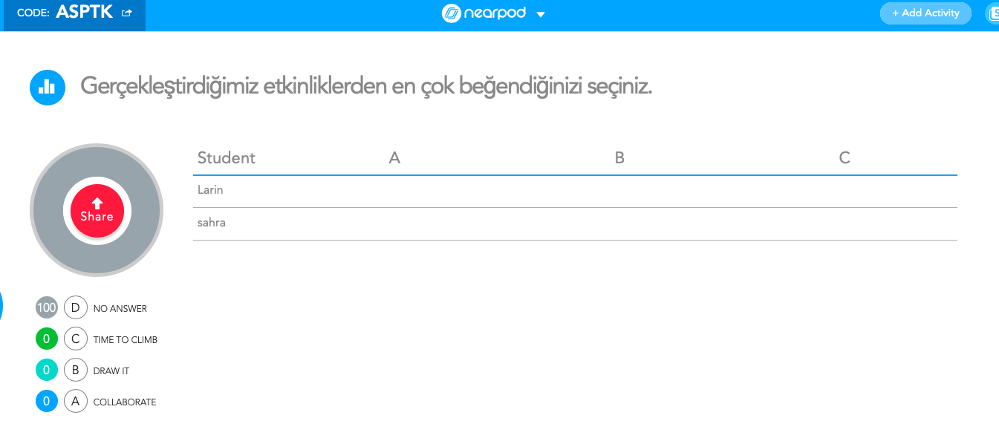 CODE: ASPTK
nearpod
+ Add Activity
Gerçekleştirdiğimiz etkinliklerden en çok beğendiğinizi seçiniz.
Student A B C
Larin
sahra
Share
100 D NO ANSWER
0 C TIME TO CLIMB
0 B DRAW IT
0 A COLLABORATE